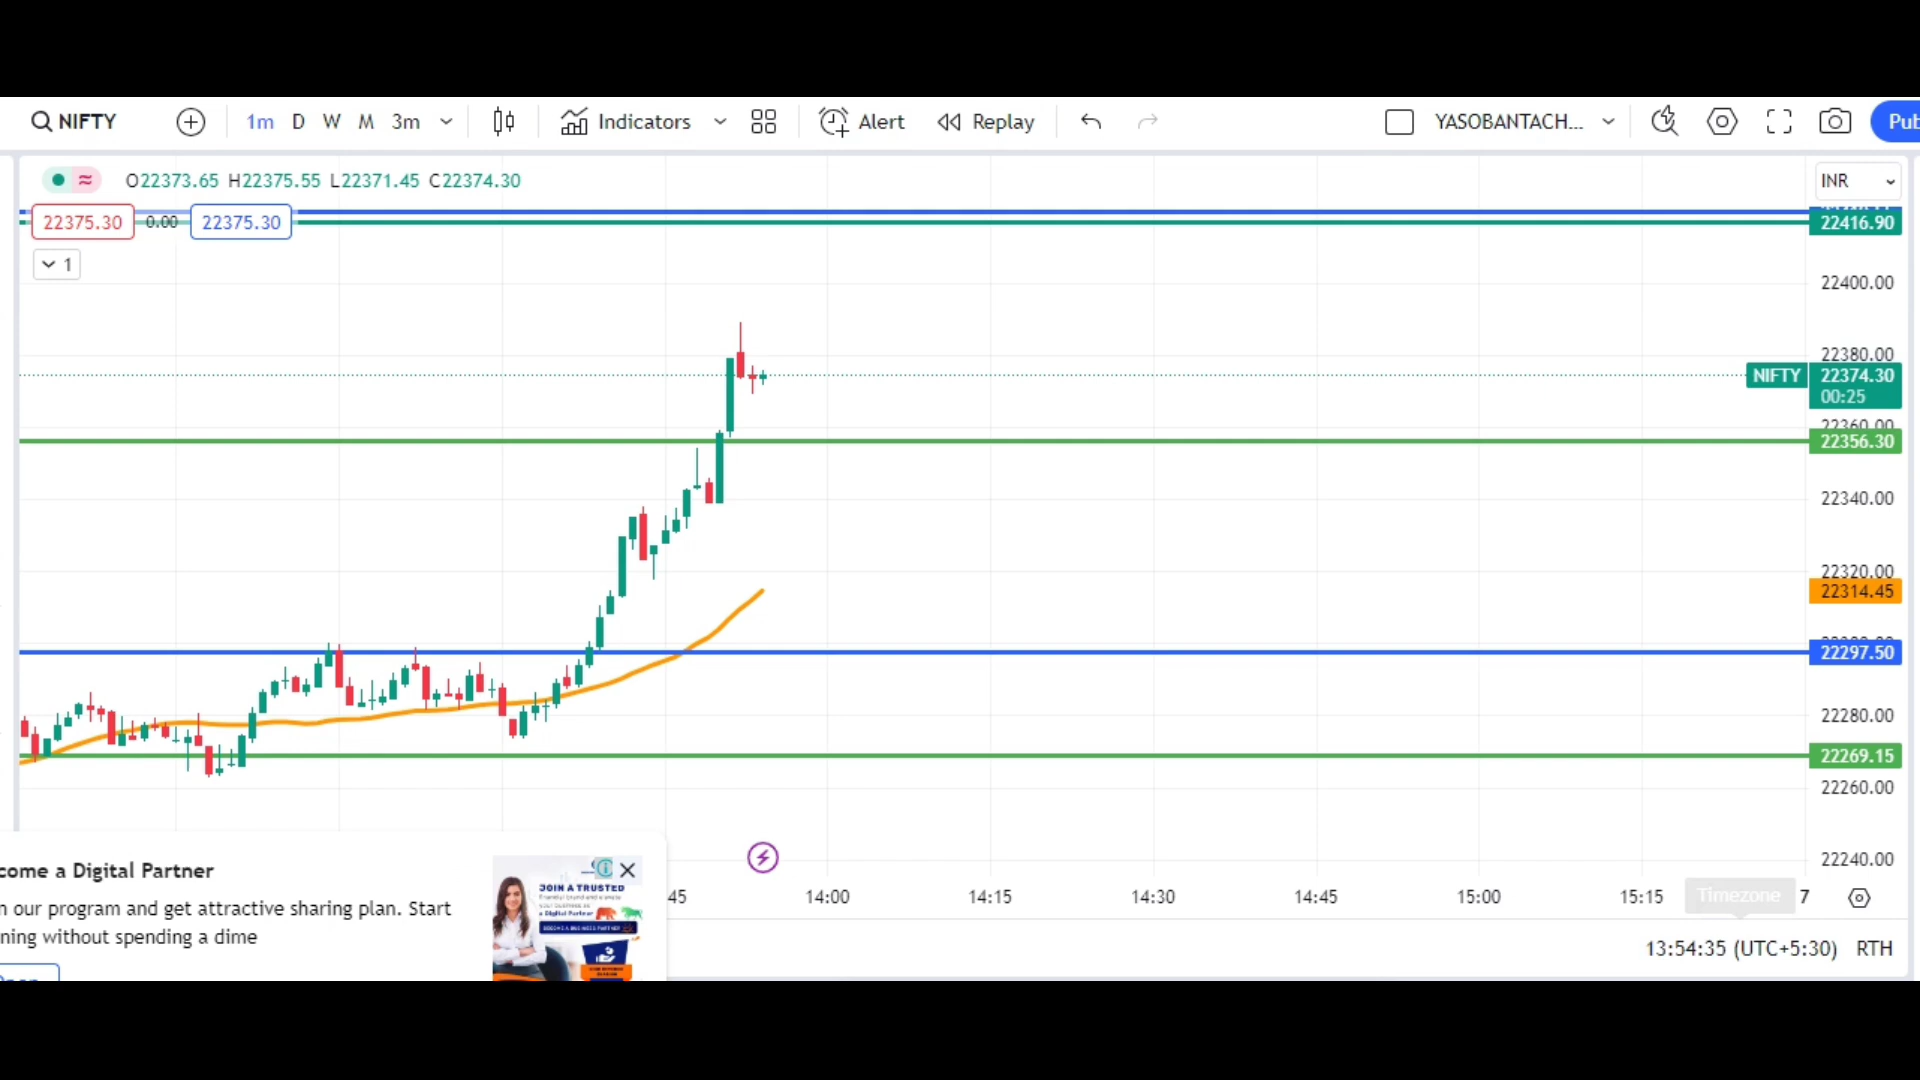 NIFTY
1m D W M 3m
Indicators
Alert
Replay
YASOBANTACH...
Pub
O22373.65 H22375.55 L22371.45 C22374.30
INR
22375.30 0.00 22375.30
22416.90
1
22400.00
22380.00
NIFTY 22374.30
00:25
22360.00
22356.30
22340.00
22320.00
22314.45
22297.50
22280.00
22269.15
22260.00
22240.00
come a Digital Partner
n our program and get attractive sharing plan. Start
ning without spending a dime
JOIN A TRUSTED
a Digital Partner
45 14:00 14:15 14:30 14:45 15:00 15:15 Timezone 7
13:54:35 (UTC+5:30) RTH